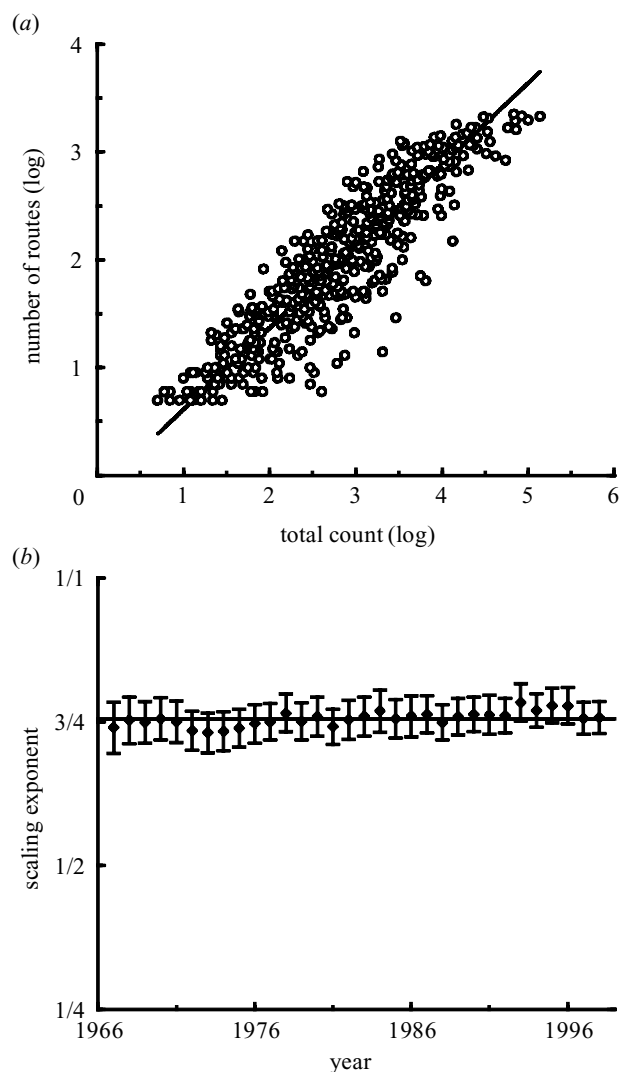 (a)
4
3
2
1
0
1 2 3 4 5 6
number of routes (log)
total count (log)
(b)
1/1
3/4
1/2
1/4
1966 1976 1986 1996
scaling exponent
year